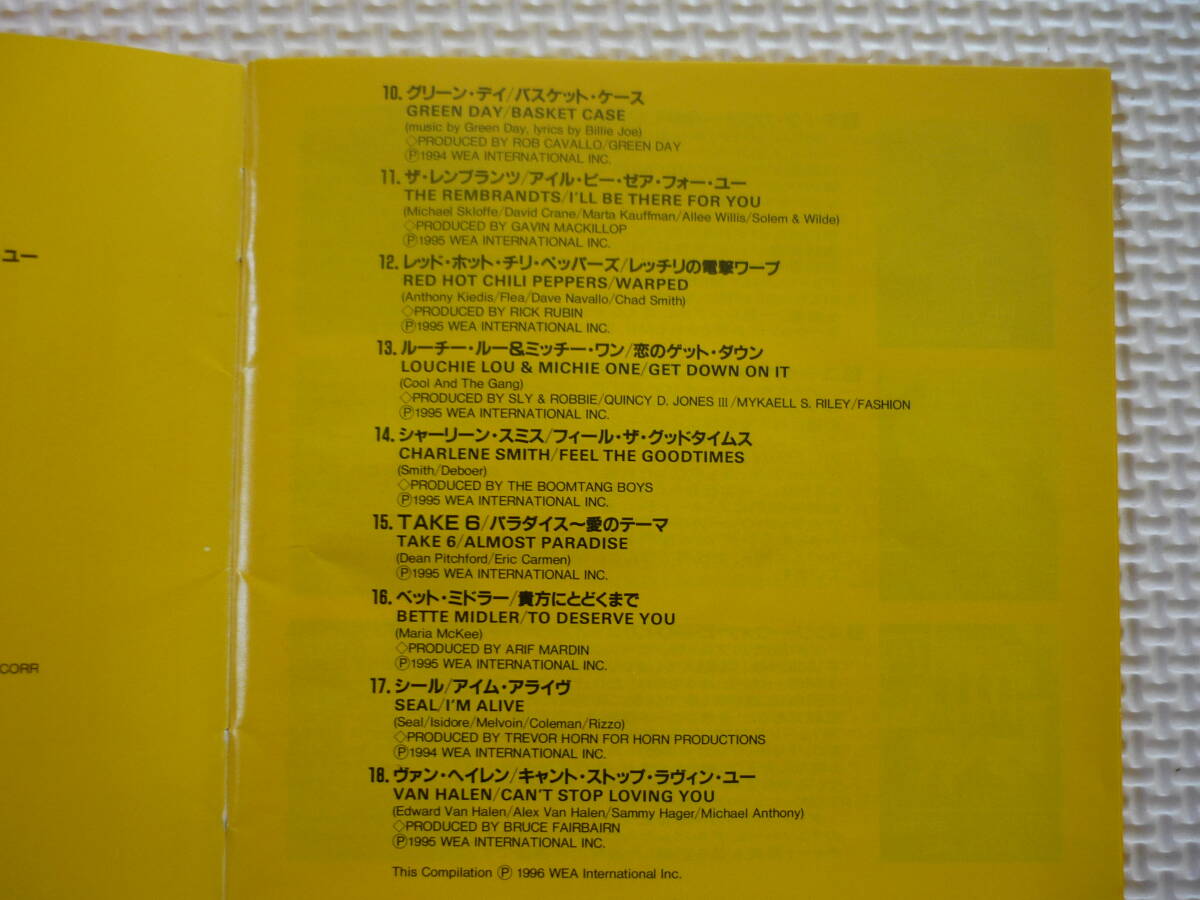 ユー
CORR
10. グリーン・デイ/バスケット・ケース
GREEN DAY/BASKET CASE
(music by Green Day, lyrics by Billie Joe)
◇PRODUCED BY ROB CAVALLO/GREEN DAY
Ⓟ1994 WEA INTERNATIONAL INC.
11. ザ・レンブランツ/アイル・ビー・ゼア・フォー・ユー
THE REMBRANDTS/I'LL BE THERE FOR YOU
(Michael Skloffe/David Crane/Marta Kauffman/Allee Willis/Solem & Wilde)
◇PRODUCED BY GAVIN MACKILLOP
Ⓟ1995 WEA INTERNATIONAL INC.
12. レッド・ホット・チリ・ペッパーズ/レッチリの電撃ワープ
RED HOT CHILI PEPPERS/WARPED
(Anthony Kiedis/Flea/Dave Navallo/Chad Smith)
◇PRODUCED BY RICK RUBIN
Ⓟ1995 WEA INTERNATIONAL INC.
13. ルーチー・ルー&ミッチー・ワン/恋のゲット・ダウン
LOUCHIE LOU & MICHIE ONE/GET DOWN ON IT
(Cool And The Gang)
◇PRODUCED BY SLY & ROBBIE/QUINCY D. JONES III/MYKAELL S. RILEY/FASHION
Ⓟ1995 WEA INTERNATIONAL INC.
14. シャーリーン・スミス/フィール・ザ・グッドタイムス
CHARLENE SMITH/FEEL THE GOODTIMES
(Smith/Deboer)
◇PRODUCED BY THE BOOMTANG BOYS
Ⓟ1995 WEA INTERNATIONAL INC.
15. TAKE 6/パラダイス〜愛のテーマ
TAKE 6/ALMOST PARADISE
(Dean Pitchford/Eric Carmen)
Ⓟ1995 WEA INTERNATIONAL INC.
16. ベット・ミドラー/貴方にとどくまで
BETTE MIDLER/TO DESERVE YOU
(Maria McKee)
◇PRODUCED BY ARIF MARDIN
Ⓟ1995 WEA INTERNATIONAL INC.
17. シール/アイム・アライヴ
SEAL/I'M ALIVE
(Seal/Isidore/Melvoin/Coleman/Rizzo)
◇PRODUCED BY TREVOR HORN FOR HORN PRODUCTIONS
Ⓟ1994 WEA INTERNATIONAL INC.
18. ヴァン・ヘイレン/キャント・ストップ・ラヴィン・ユー
VAN HALEN/CAN'T STOP LOVING YOU
(Edward Van Halen/Alex Van Halen/Sammy Hager/Michael Anthony)
◇PRODUCED BY BRUCE FAIRBAIRN
Ⓟ1995 WEA INTERNATIONAL INC.
This Compilation Ⓟ 1996 WEA International Inc.